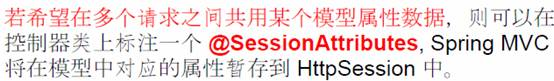 若希望在多个请求之间共用某个模型属性数据，则可以在
控制器类上标注一个 @SessionAttributes, Spring MVC
将在模型中对应的属性暂存到 HttpSession 中。